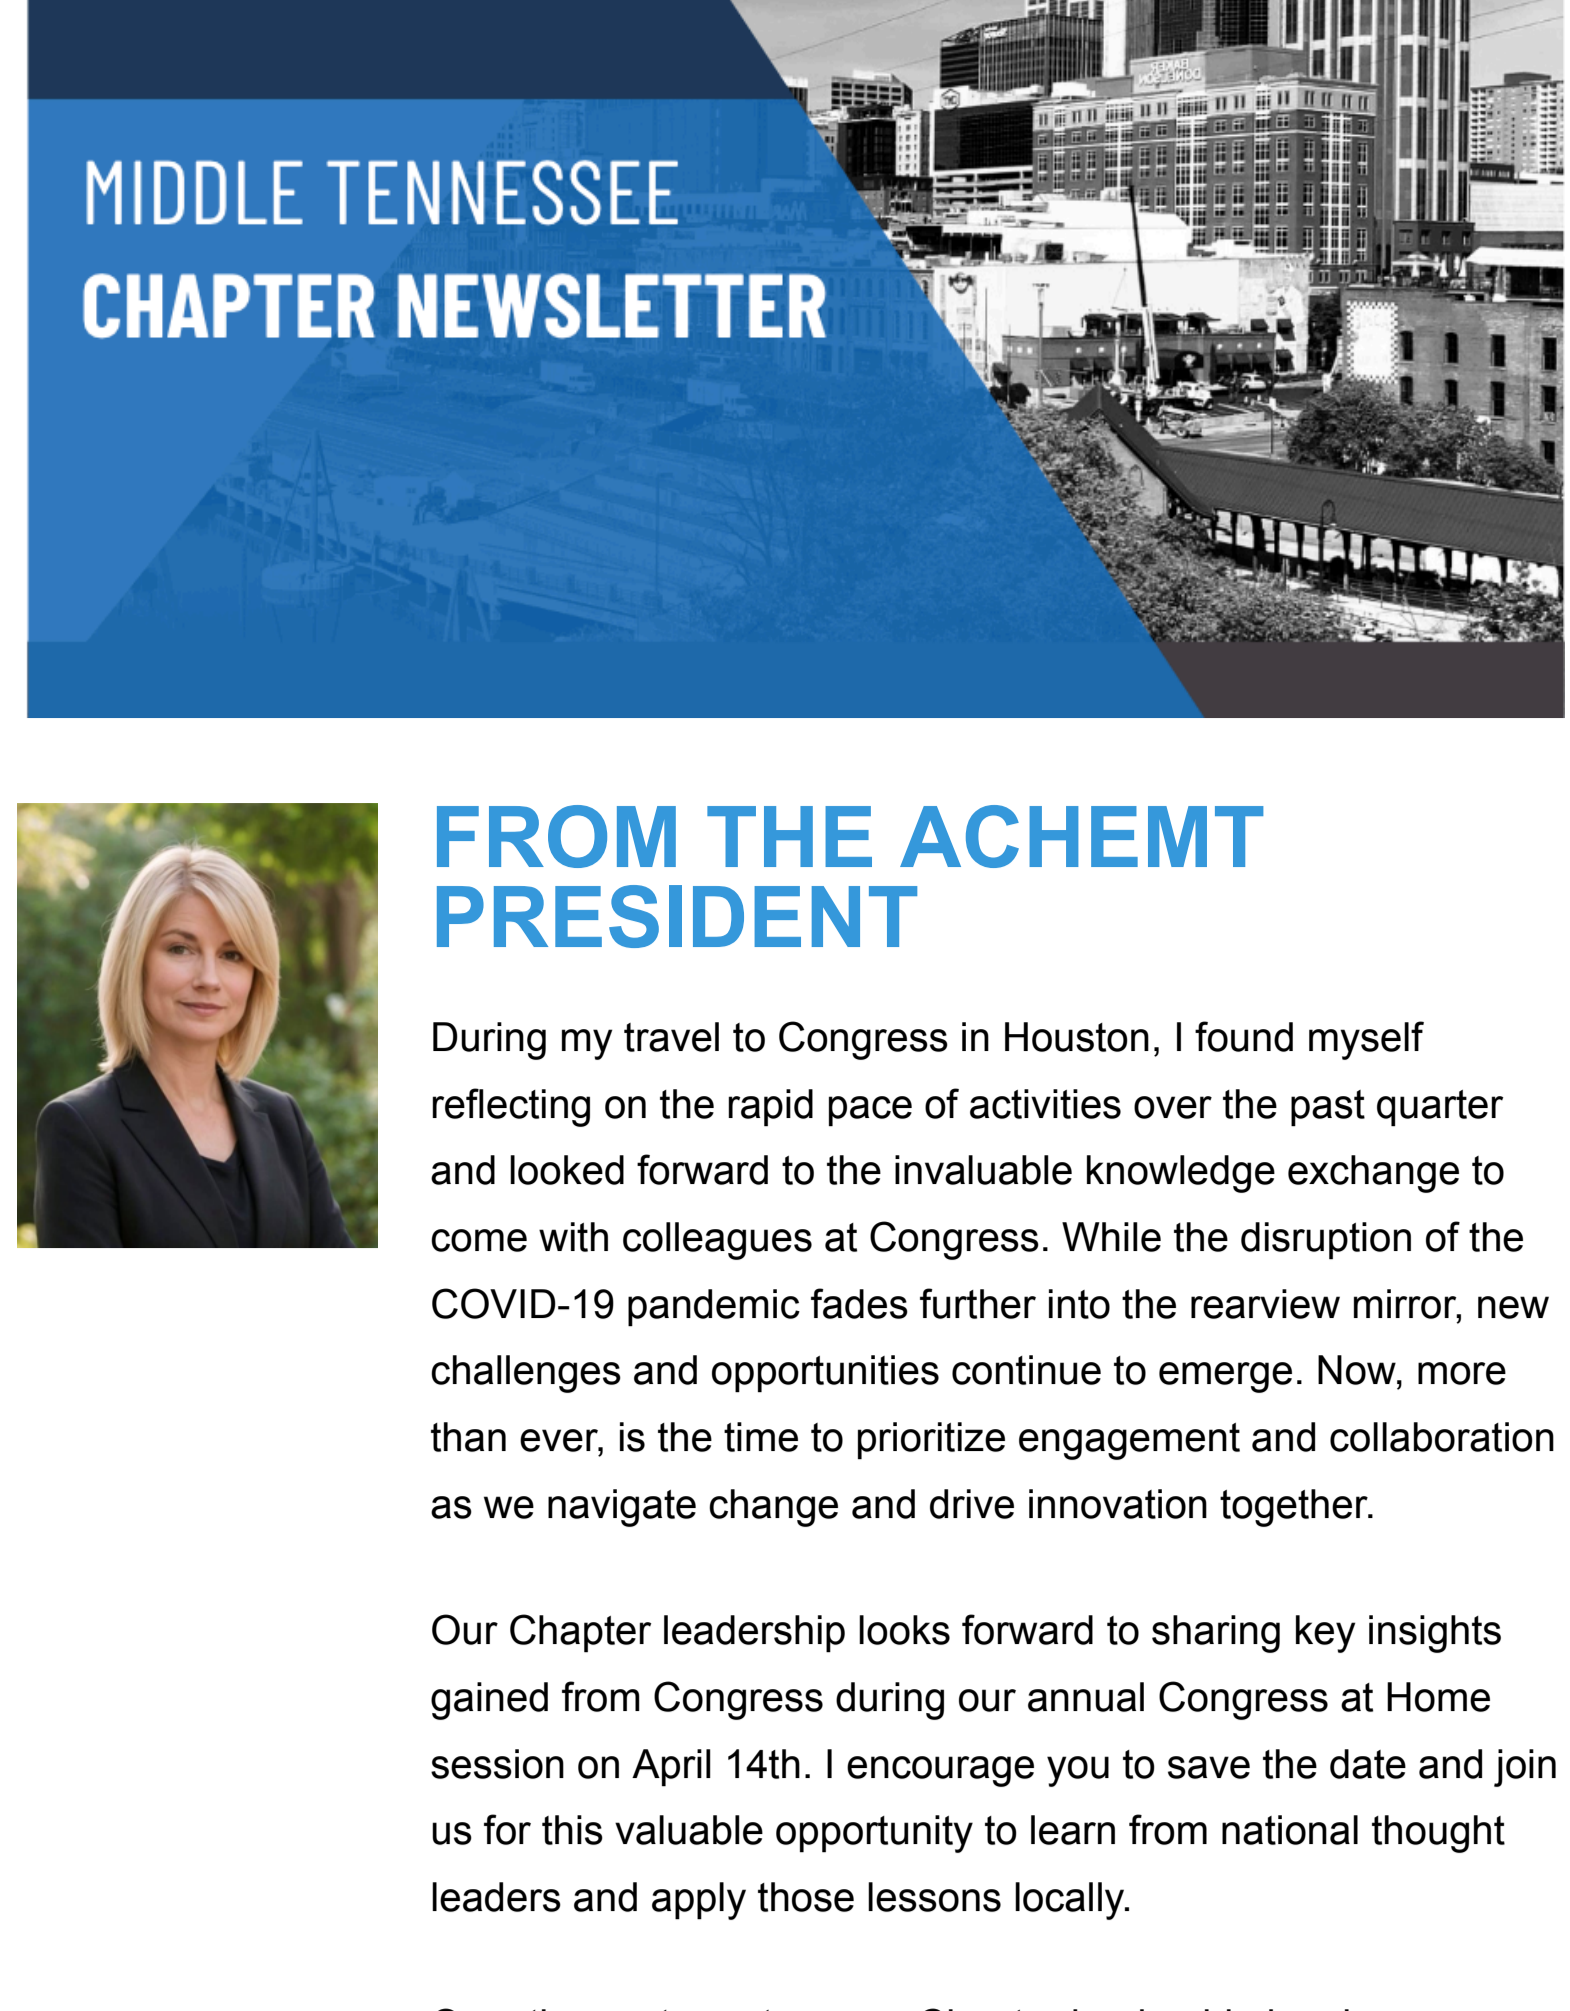 MIDDLE TENNESSEE
CHAPTER NEWSLETTER
BAKER
DONELSON
FROM THE ACHEMT
PRESIDENT
During my travel to Congress in Houston, I found myself
reflecting on the rapid pace of activities over the past quarter
and looked forward to the invaluable knowledge exchange to
come with colleagues at Congress. While the disruption of the
COVID-19 pandemic fades further into the rearview mirror, new
challenges and opportunities continue to emerge. Now, more
than ever, is the time to prioritize engagement and collaboration
as we navigate change and drive innovation together.
Our Chapter leadership looks forward to sharing key insights
gained from Congress during our annual Congress at Home
session on April 14th. I encourage you to save the date and join
us for this valuable opportunity to learn from national thought
leaders and apply those lessons locally.